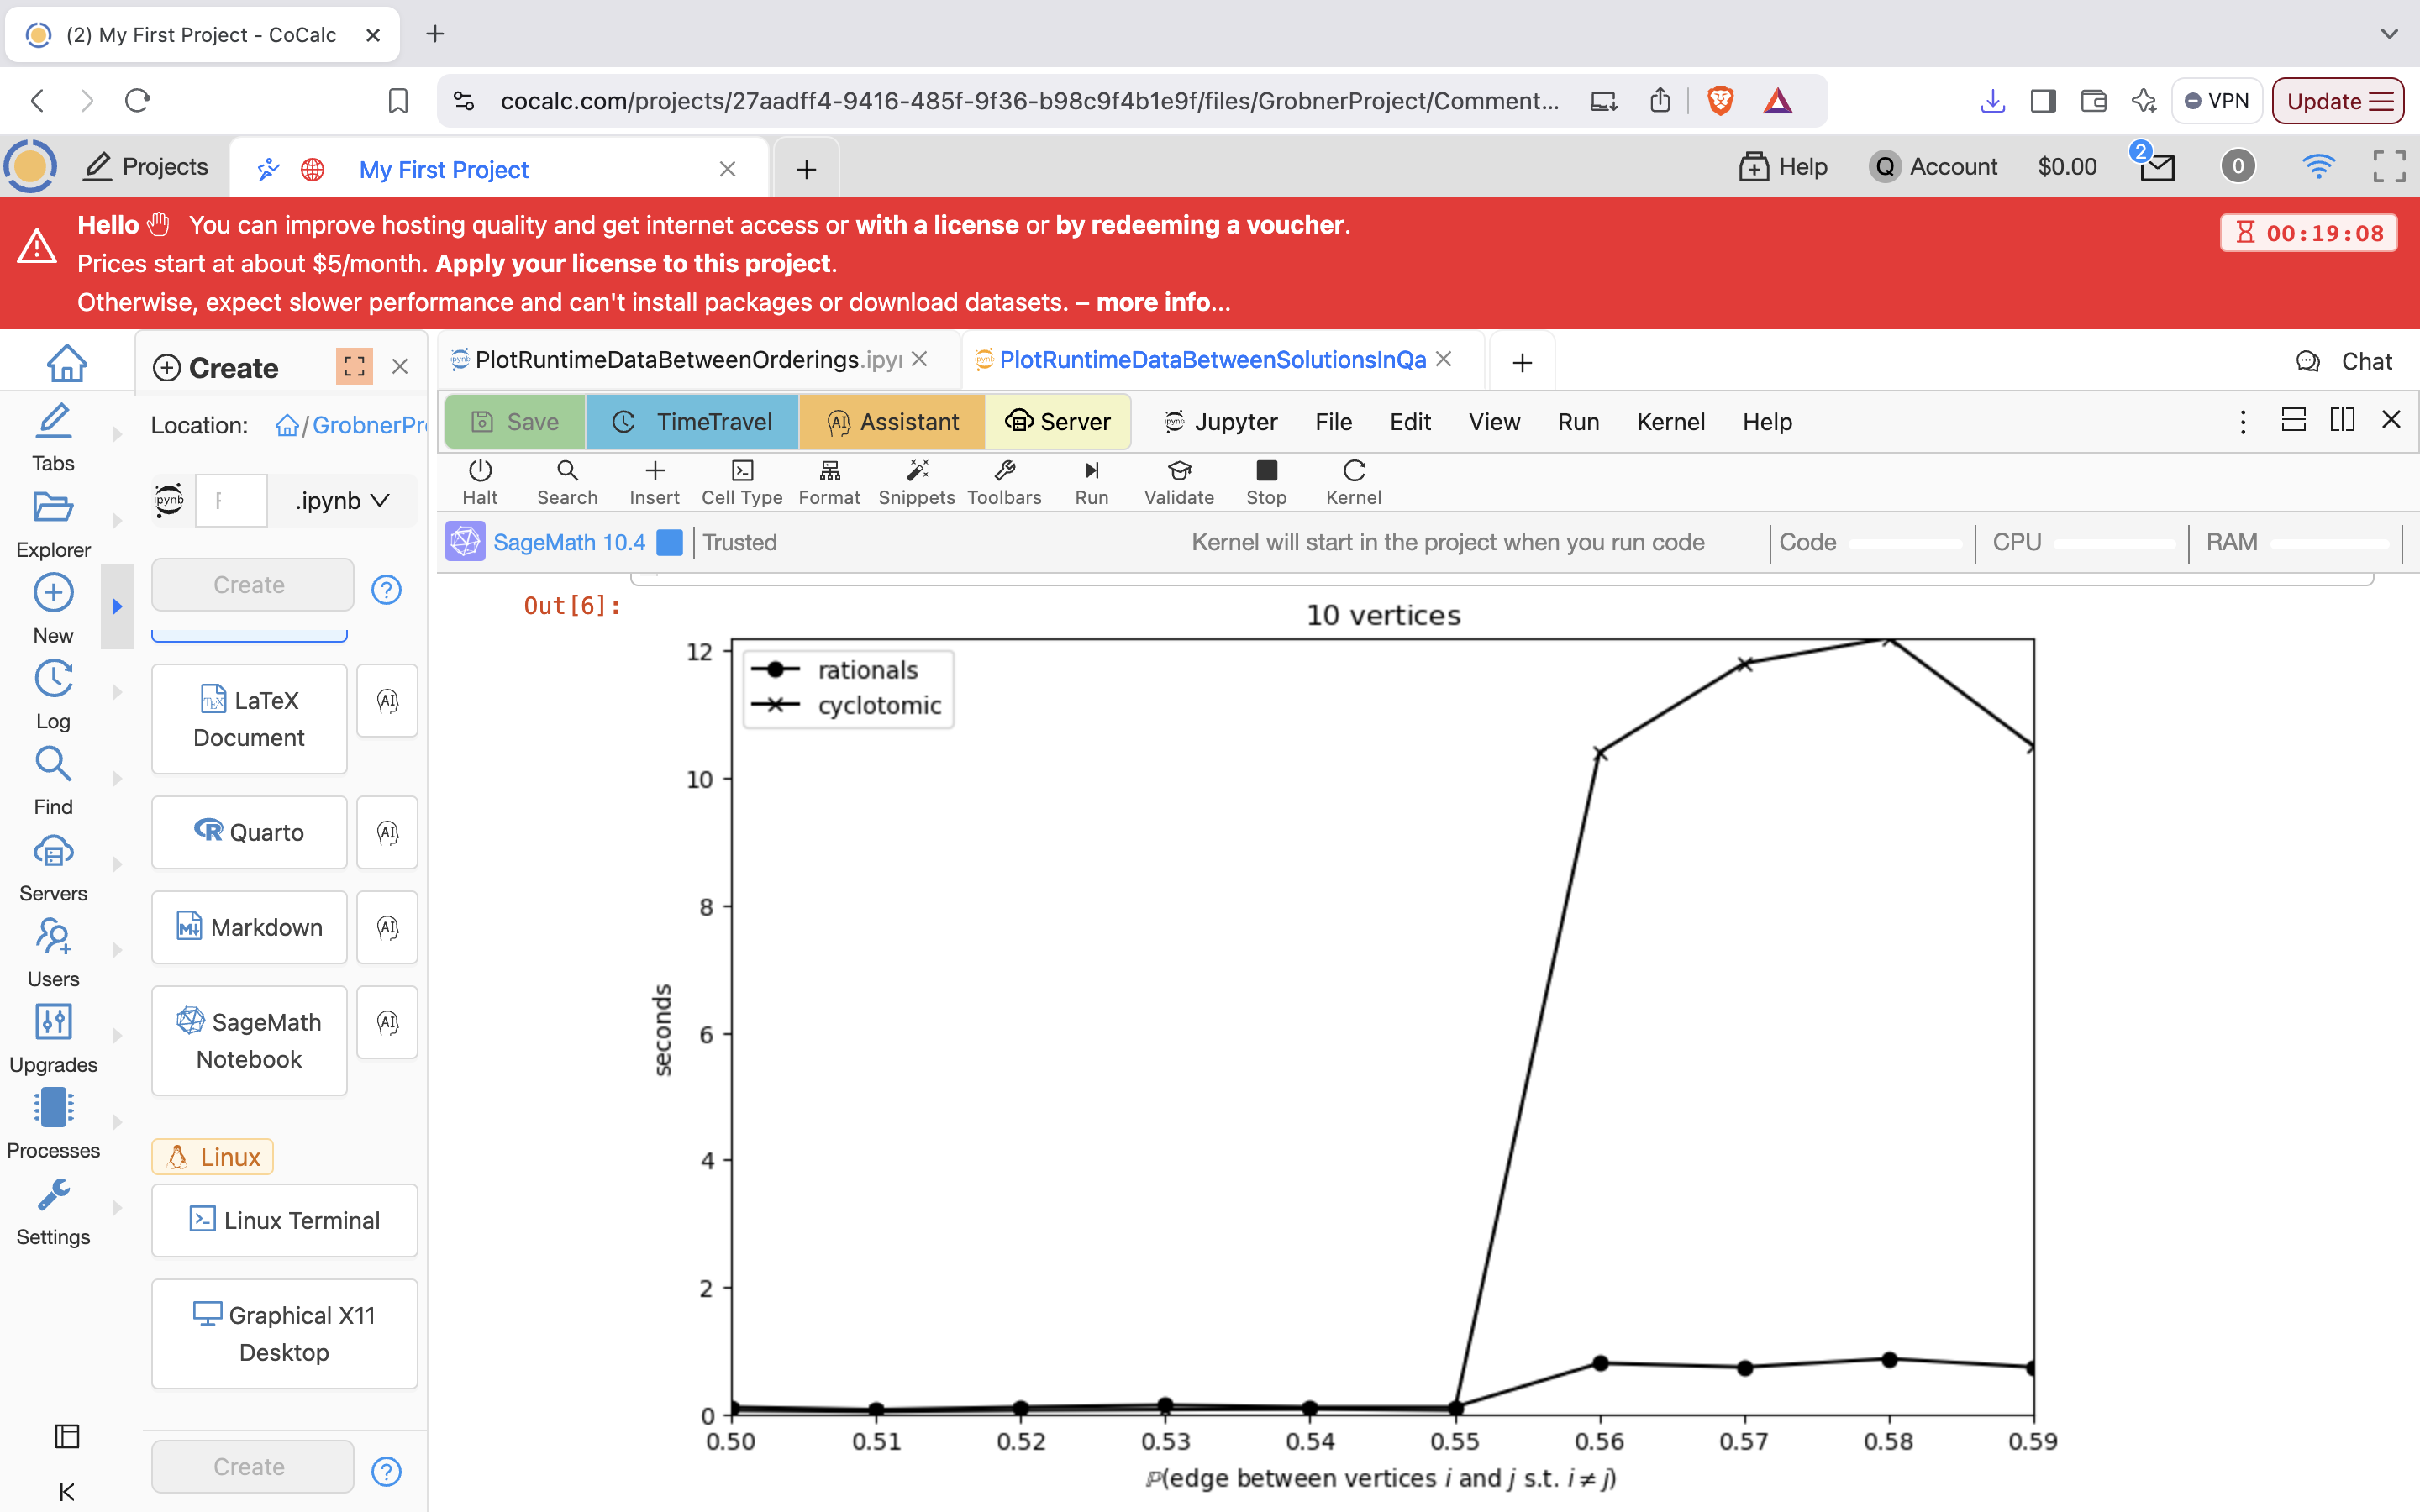 (2) My First Project - CoCalc
cocalc.com/projects/27aadff4-9416-485f-9f36-b98c9f4b1e9f/files/GrobnerProject/Comment...
VPN
Update
Projects
My First Project
Help
Account
$0.00
2
0
Hello You can improve hosting quality and get internet access or with a license or by redeeming a voucher.
Prices start at about $5/month. Apply your license to this project.
Otherwise, expect slower performance and can't install packages or download datasets. – more info...
00:19:08
Create
PlotRuntimeDataBetweenOrderings.ipyn
PlotRuntimeDataBetweenSolutionsInQa
Chat
Location: /GrobnerPr
Save
TimeTravel
Assistant
Server
Jupyter
File
Edit
View
Run
Kernel
Help
Halt
Search
Insert
Cell Type
Format
Snippets
Toolbars
Run
Validate
Stop
Kernel
SageMath 10.4
Trusted
Kernel will start in the project when you run code
Code
CPU
RAM
Tabs
Explorer
New
Log
Find
Servers
Users
Upgrades
Processes
Settings
ipynb
.ipynb
Create
LaTeX
Document
AI
Quarto
AI
Markdown
AI
SageMath
Notebook
AI
Linux
Linux Terminal
Graphical X11
Desktop
Create
Out[6]:
10 vertices
rationals
cyclotomic
seconds
12
10
8
6
4
2
0
0.50 0.51 0.52 0.53 0.54 0.55 0.56 0.57 0.58 0.59
ℙ(edge between vertices i and j s.t. i ≠ j)